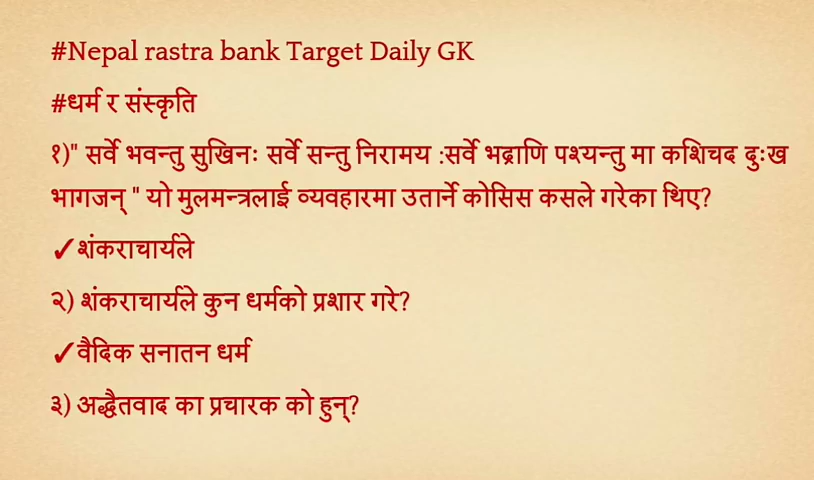 #Nepal rastra bank Target Daily GK
#धर्म र संस्कृति
१)" सर्वे भवन्तु सुखिनः सर्वे सन्तु निरामय :सर्वे भद्राणि पश्यन्तु मा कशिचद दुःख
भागजन् " यो मुलमन्त्रलाई व्यवहारमा उतार्ने कोसिस कसले गरेका थिए?
✓शंकराचार्यले
२) शंकराचार्यले कुन धर्मको प्रशार गरे?
✓वैदिक सनातन धर्म
३) अद्धैतवाद का प्रचारक को हुन्?